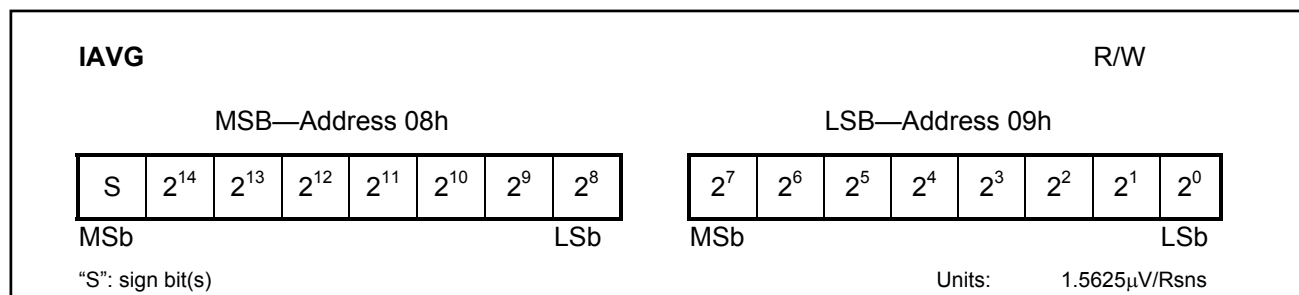 IAVG R/W
MSB—Address 08h LSB—Address 09h
S 2^14 2^13 2^12 2^11 2^10 2^9 2^8 2^7 2^6 2^5 2^4 2^3 2^2 2^1 2^0
MSb LSb MSb LSb
“S”: sign bit(s) Units: 1.5625μV/Rsns